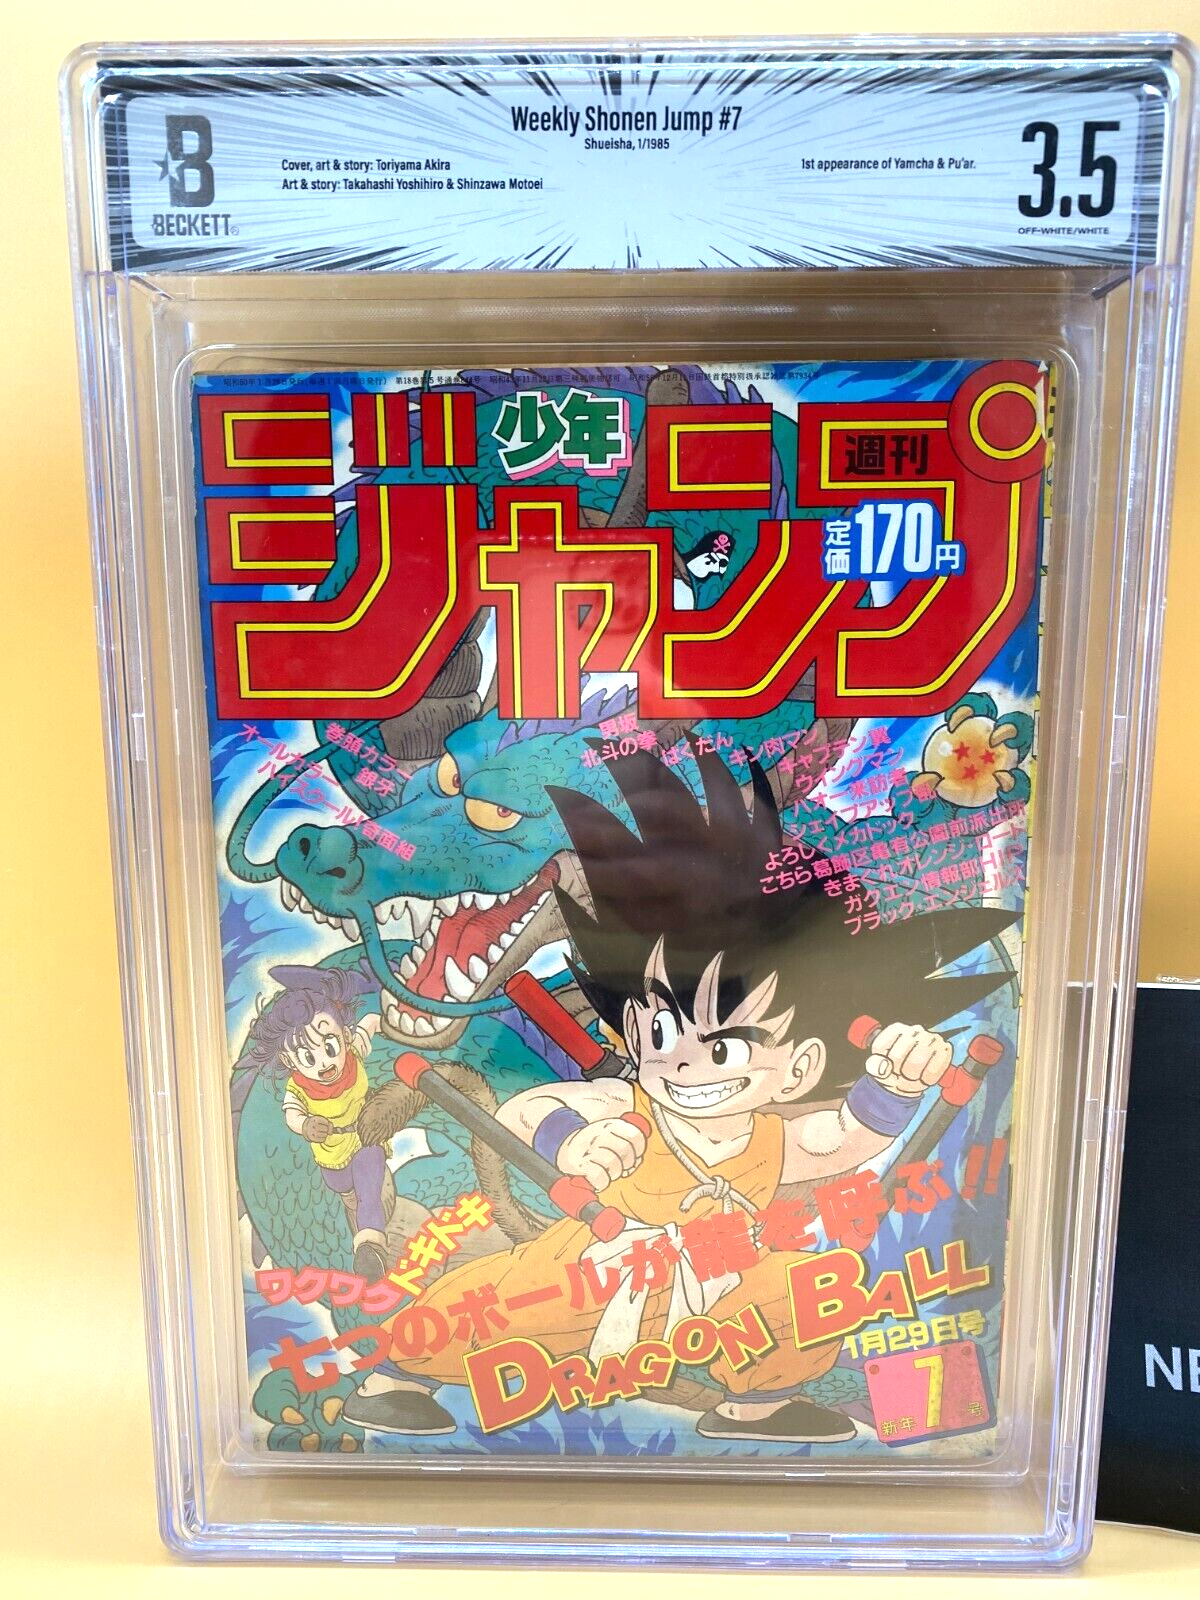 Weekly Shonen Jump #7
Shueisha, 1/1985
B
BECKETT
Cover, art & story: Toriyama Akira
Art & story: Takahashi Yoshihiro & Shinzawa Motoei
1st appearance of Yamcha & Pu'ar.
3.5
OFF-WHITE/WHITE
少年
週刊
ジャンプ
定価170円
巻頭カラー
銀牙
オールカラー
ハイスクール!奇面組
男坂
北斗の拳
ばくだん
キン肉マン
キャプテン翼
ウイングマン
バオー来訪者
シェイプアップ乱
よろしくメカドック
こちら葛飾区亀有公園前派出所
きまぐれオレンジ・ロード
ガクエン情報部H.I.P.
ブラック・エンジェルズ
ワクワクドキドキ
七つのボールが龍を呼ぶ!!
DRAGON BALL
1月29日号
新年7号
NE